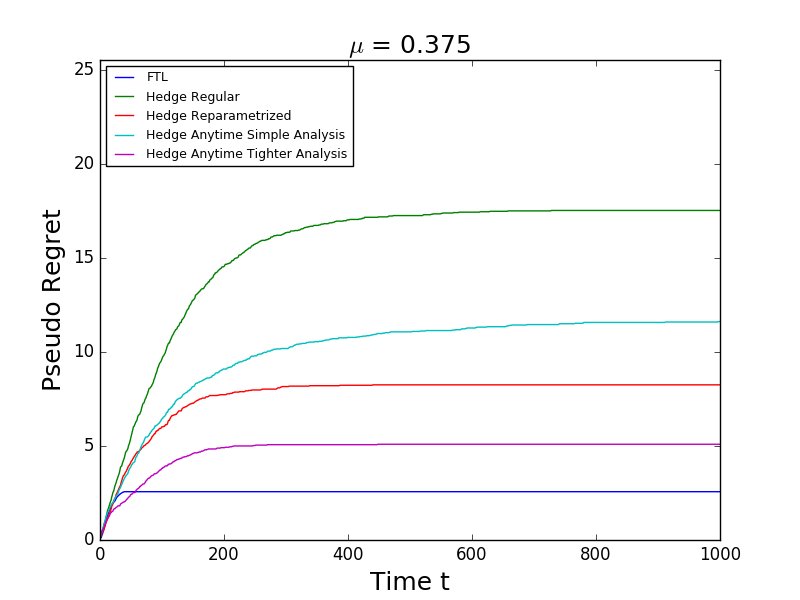 μ = 0.375
FTL
Hedge Regular
Hedge Reparametrized
Hedge Anytime Simple Analysis
Hedge Anytime Tighter Analysis
Pseudo Regret
25
20
15
10
5
0
0 200 400 600 800 1000
Time t